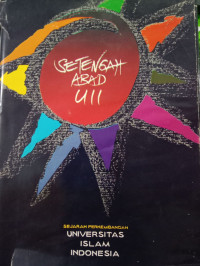 SETENGAH
ABAD
UII
SEJARAH PERKEMBANGAN
UNIVERSITAS
ISLAM
INDONESIA